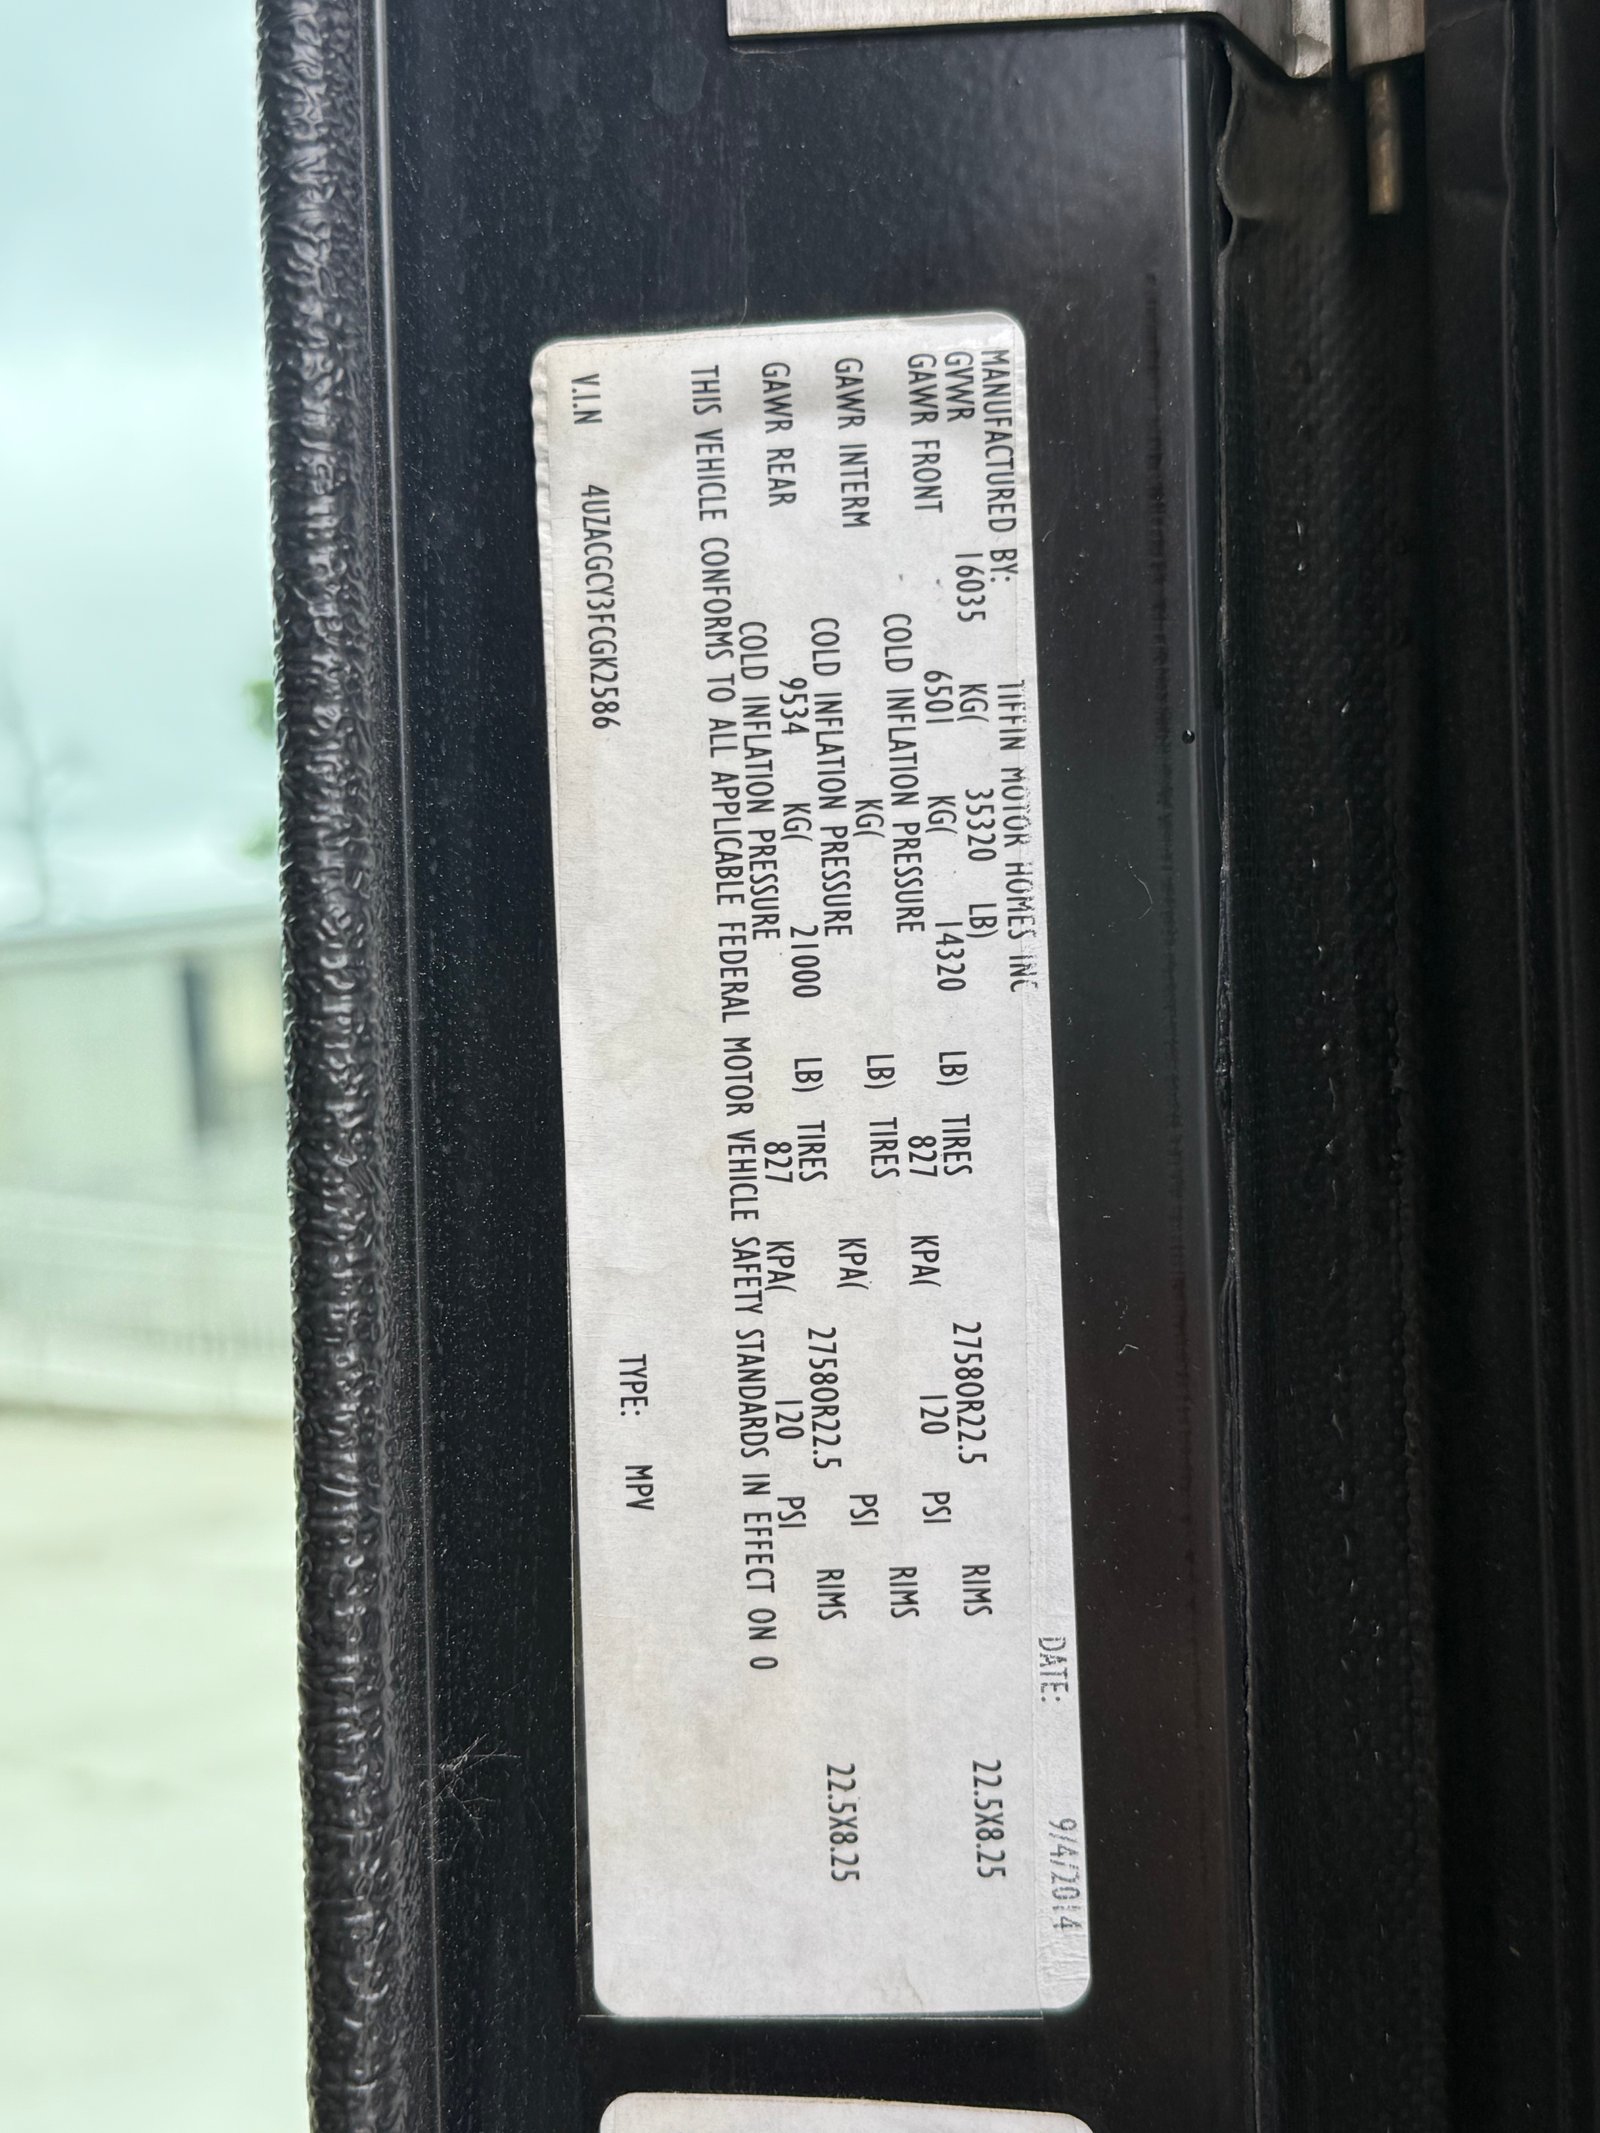 MANUFACTURED BY: TIFFIN MOTOR HOMES INC DATE: 9/4/2014
GVWR 16035 KG( 35320 LB)
GAWR FRONT 6501 KG( 14320 LB) TIRES 27580R22.5 RIMS 22.5X8.25
COLD INFLATION PRESSURE 827 KPA( 120 PSI
GAWR INTERM KG( LB) TIRES RIMS
COLD INFLATION PRESSURE KPA( PSI
GAWR REAR 9534 KG( 21000 LB) TIRES 27580R22.5 RIMS 22.5X8.25
COLD INFLATION PRESSURE 827 KPA( 120 PSI
THIS VEHICLE CONFORMS TO ALL APPLICABLE FEDERAL MOTOR VEHICLE SAFETY STANDARDS IN EFFECT ON 0
V.I.N 4UZACGCY3FCGK2586 TYPE: MPV